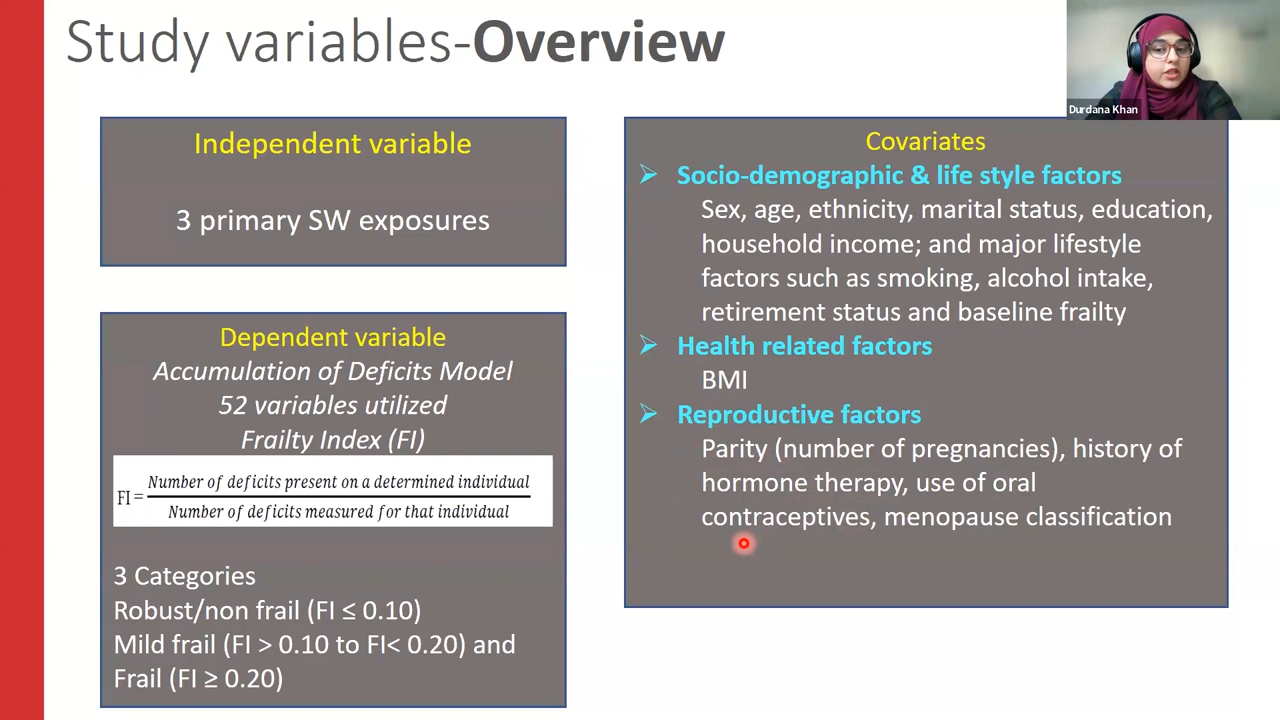 Study variables-Overview
Durdana Khan
Independent variable
3 primary SW exposures
Dependent variable
Accumulation of Deficits Model
52 variables utilized
Frailty Index (FI)
FI = Number of deficits present on a determined individual
Number of deficits measured for that individual
3 Categories
Robust/non frail (FI ≤ 0.10)
Mild frail (FI > 0.10 to FI< 0.20) and
Frail (FI ≥ 0.20)
Covariates
Socio-demographic & life style factors
Sex, age, ethnicity, marital status, education,
household income; and major lifestyle
factors such as smoking, alcohol intake,
retirement status and baseline frailty
Health related factors
BMI
Reproductive factors
Parity (number of pregnancies), history of
hormone therapy, use of oral
contraceptives, menopause classification